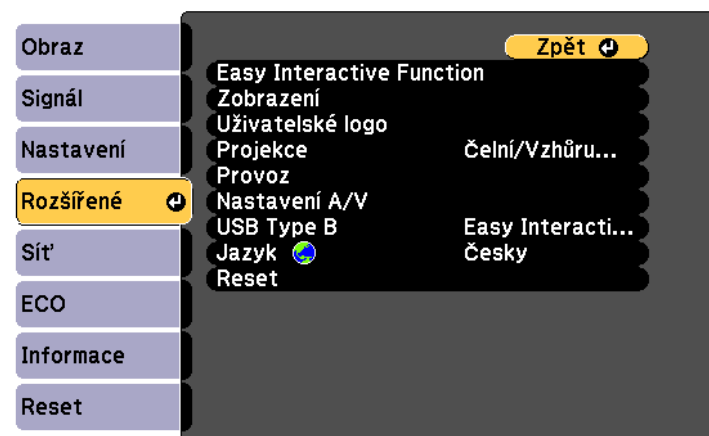 Obraz
Signál
Nastavení
Rozšířené
Síť
ECO
Informace
Reset
Zpět
Easy Interactive Function
Zobrazení
Uživatelské logo
Projekce Čelní/Vzhůru...
Provoz
Nastavení A/V
USB Type B Easy Interacti...
Jazyk Česky
Reset